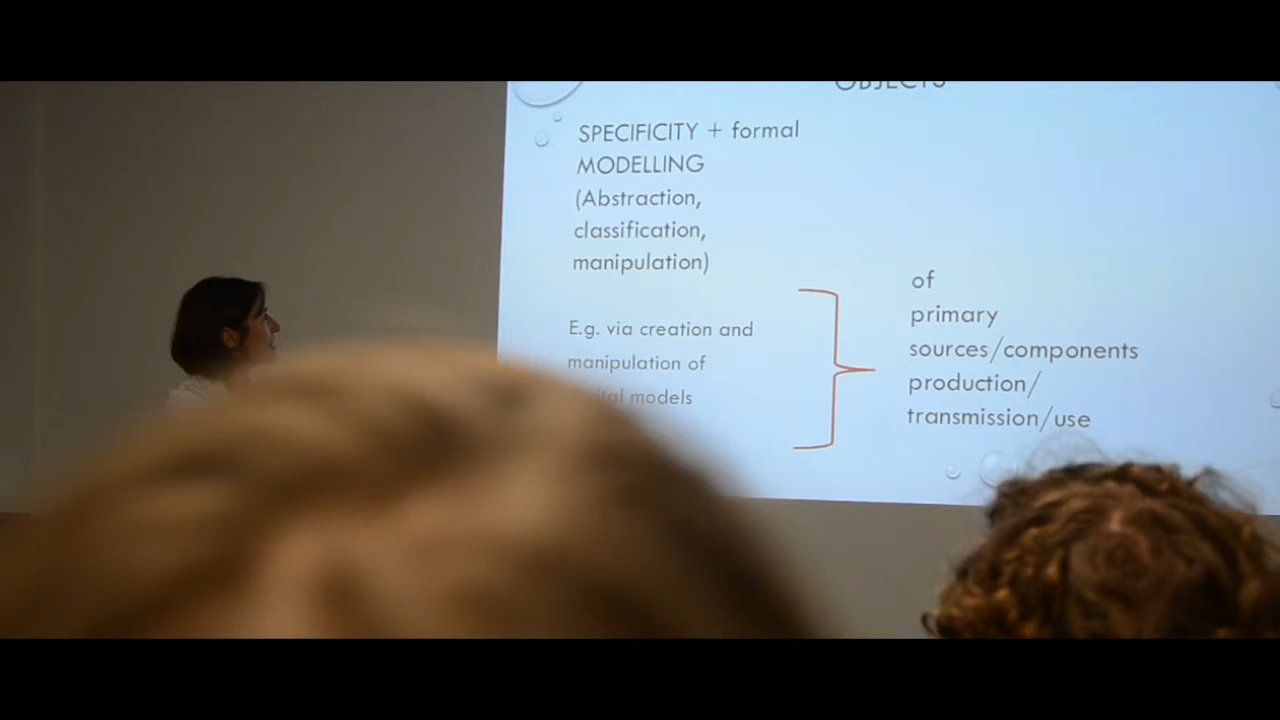 OBJECTS
SPECIFICITY + formal
MODELLING
(Abstraction,
classification,
manipulation)
E.g. via creation and
manipulation of
models
of
primary
sources/components
production/
transmission/use